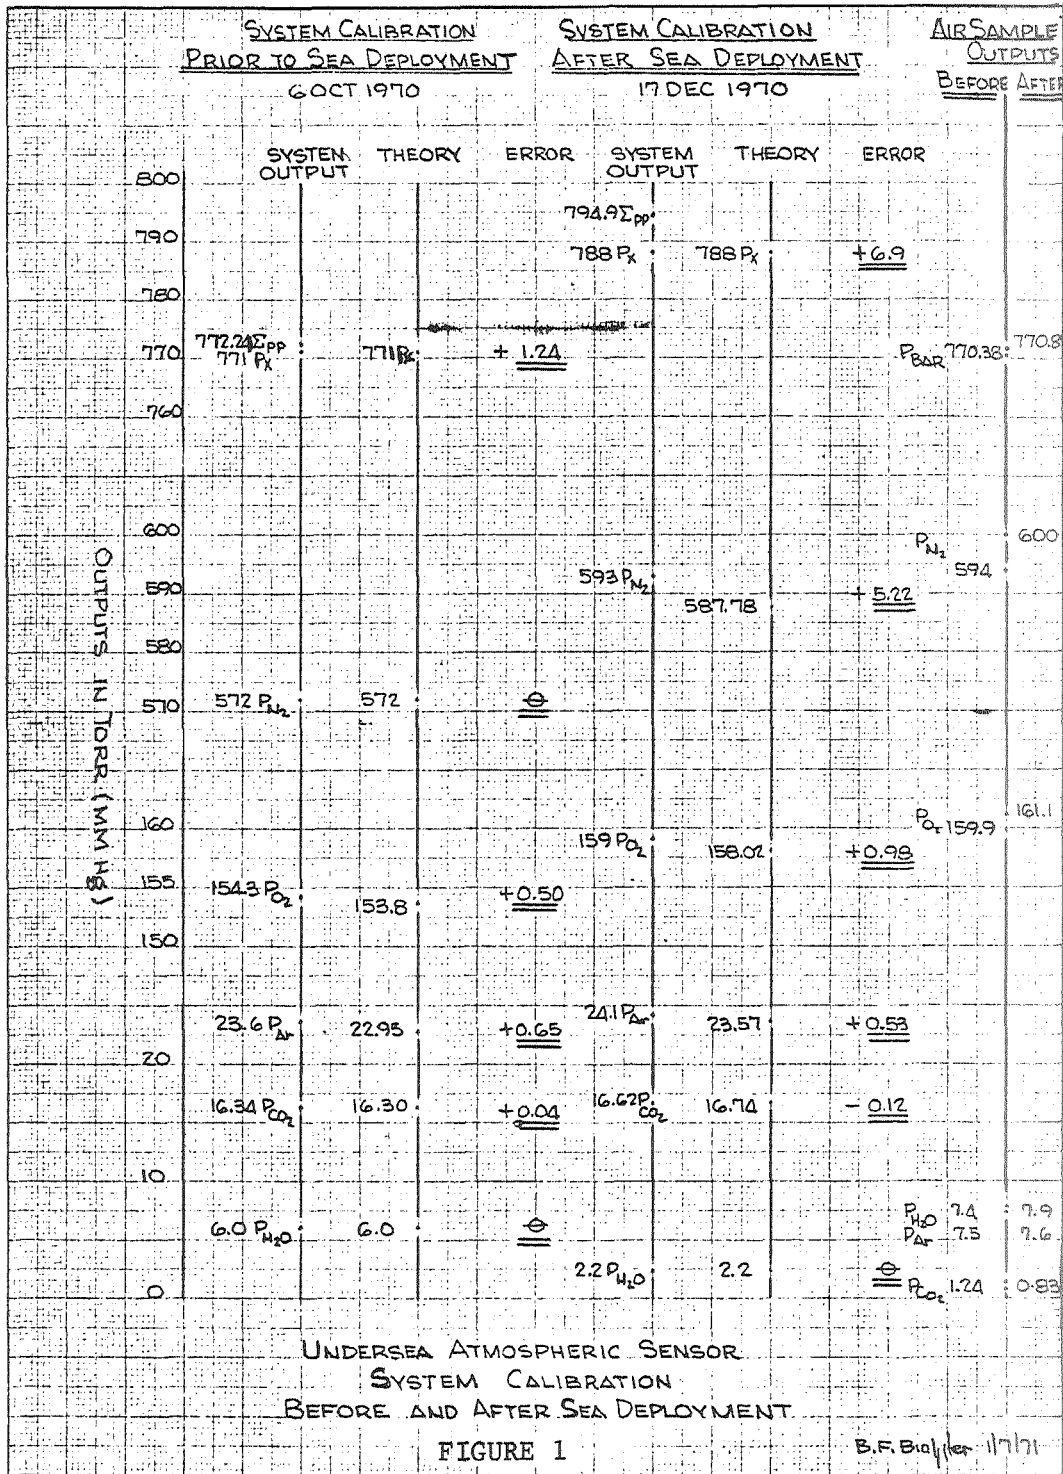 SYSTEM CALIBRATION
PRIOR TO SEA DEPLOYMENT
6 OCT 1970
SYSTEM CALIBRATION
AFTER SEA DEPLOYMENT
17 DEC 1970
AIR SAMPLE
OUTPUTS
BEFORE AFTER
SYSTEM OUTPUT THEORY ERROR SYSTEM OUTPUT THEORY ERROR
800
794.9 Σpp
790 788 Px 788 Px +6.9
780
772.24 Σpp
771 Px 771 Px + 1.24 PBAR 770.38 770.8
770
760
600 PN2 600
594
593 PN2
590 587.78 + 5.22
580
572 PN2 572 ϴ
570
160 PO2 159.9 161.1
159 PO2 158.02 +0.98
155 154.3 PO2 153.8 +0.50
150
23.6 PAr 22.95 +0.65 24.1 PAr 23.57 +0.53
20
16.34 PCO2 16.30 +0.04 16.62 PCO2 16.74 - 0.12
10
6.0 PH2O 6.0 ϴ PH2O 7.4 7.9
PAr 7.5 7.6
2.2 PH2O 2.2 ϴ
0 PCO2 1.24 0.83
OUTPUTS IN TORR (MM Hg)
UNDERSEA ATMOSPHERIC SENSOR
SYSTEM CALIBRATION
BEFORE AND AFTER SEA DEPLOYMENT
FIGURE 1
B.F. 1/7/71